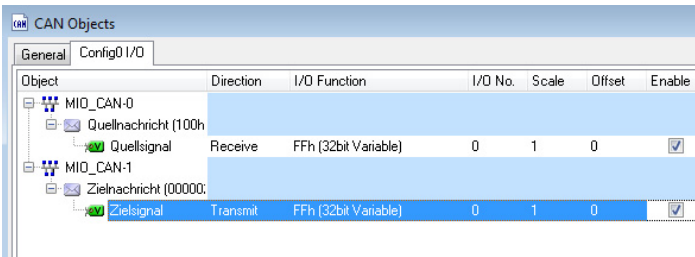 CAN Objects
General Config0 I/O
Object Direction I/O Function I/O No. Scale Offset Enable
MIO_CAN-0
Quellnachricht (100h
Quellsignal Receive FFh (32bit Variable) 0 1 0
MIO_CAN-1
Zielnachricht (00000:
Zielsignal Transmit FFh (32bit Variable) 0 1 0